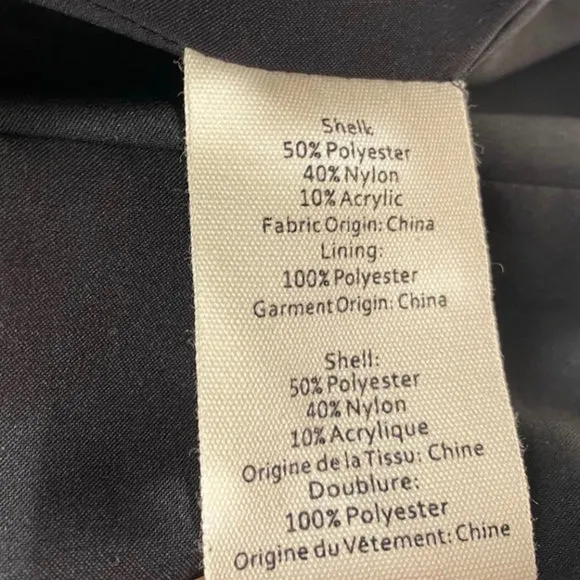 Shell:
50% Polyester
40% Nylon
10% Acrylic
Fabric Origin: China
Lining:
100% Polyester
Garment Origin: China
Shell:
50% Polyester
40% Nylon
10% Acrylique
Origine de la Tissu: Chine
Doublure:
100% Polyester
Origine du Vêtement: Chine